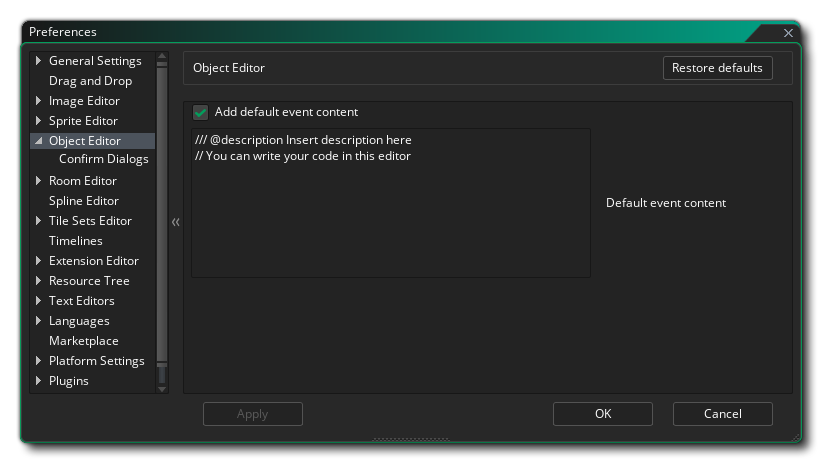 Preferences
General Settings
Drag and Drop
Image Editor
Sprite Editor
Object Editor
Confirm Dialogs
Room Editor
Spline Editor
Tile Sets Editor
Timelines
Extension Editor
Resource Tree
Text Editors
Languages
Marketplace
Platform Settings
Plugins
Object Editor
Restore defaults
Add default event content
/// @description Insert description here
// You can write your code in this editor
Default event content
Apply
OK
Cancel